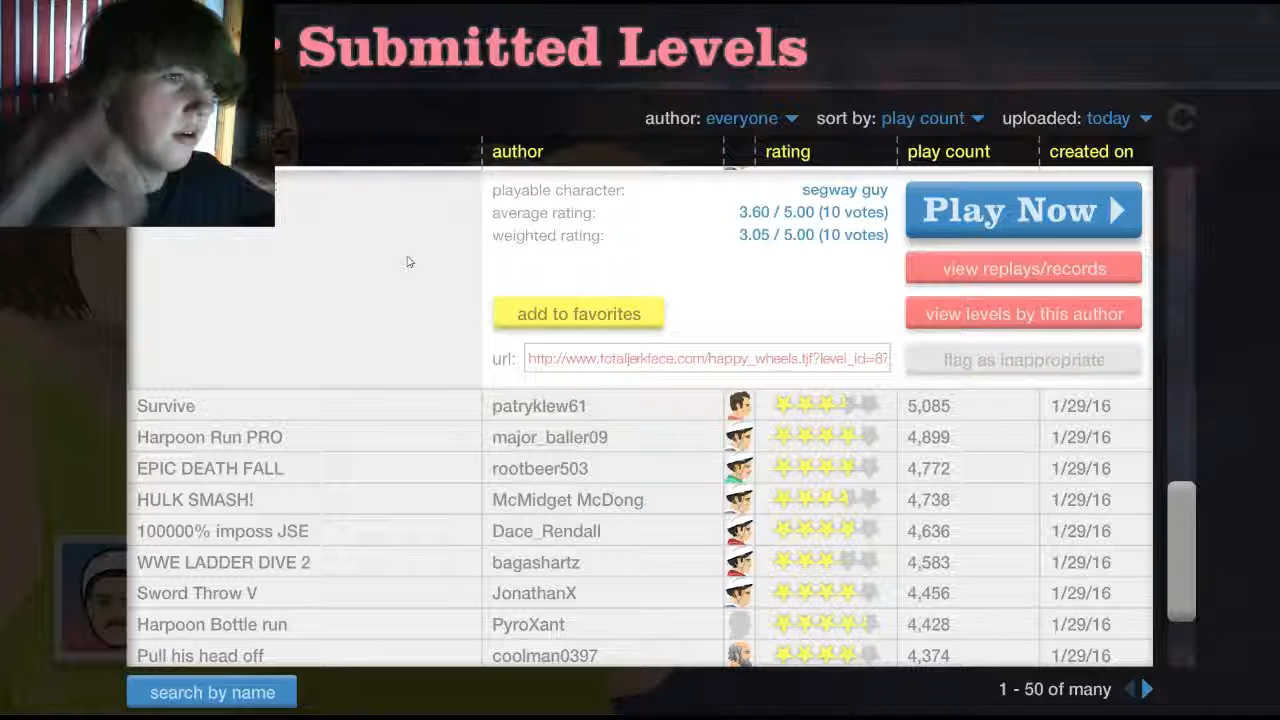 Submitted Levels
author: everyone sort by: play count uploaded: today
author rating play count created on
playable character: segway guy
average rating: 3.60 / 5.00 (10 votes)
weighted rating: 3.05 / 5.00 (10 votes)
Play Now
view replays/records
add to favorites
view levels by this author
url: http://www.totaljerkface.com/happy_wheels.tjf?level_id=87
flag as inappropriate
Survive patryklew61 5,085 1/29/16
Harpoon Run PRO major_baller09 4,899 1/29/16
EPIC DEATH FALL rootbeer503 4,772 1/29/16
HULK SMASH! McMidget McDong 4,738 1/29/16
100000% imposs JSE Dace_Rendall 4,636 1/29/16
WWE LADDER DIVE 2 bagashartz 4,583 1/29/16
Sword Throw V JonathanX 4,456 1/29/16
Harpoon Bottle run PyroXant 4,428 1/29/16
Pull his head off coolman0397 4,374 1/29/16
search by name
1 - 50 of many